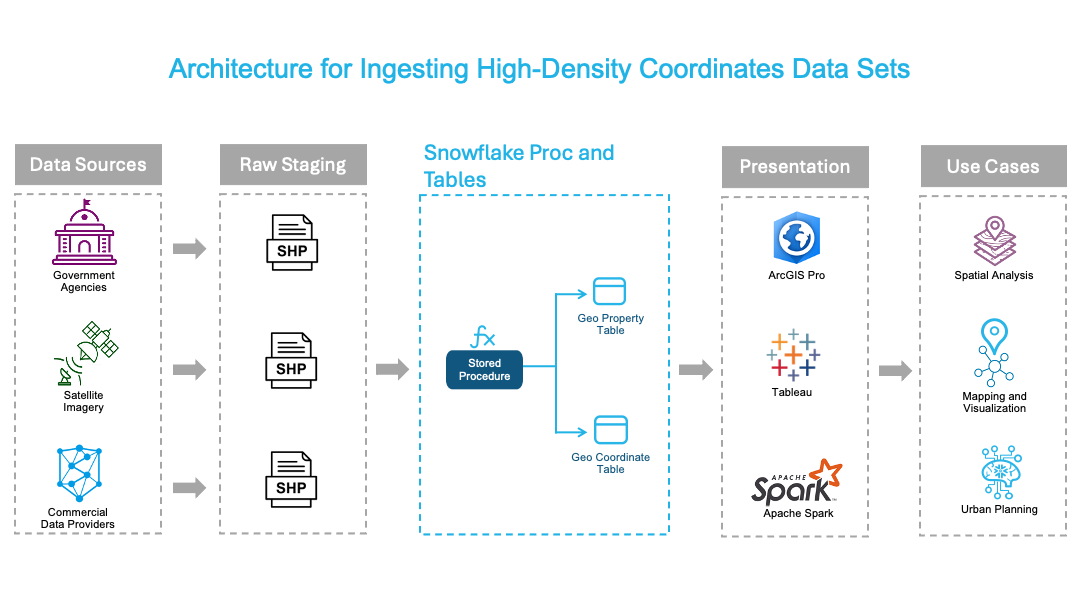 Architecture for Ingesting High-Density Coordinates Data Sets
Data Sources
Government
Agencies
Satellite
Imagery
Commercial
Data Providers
Raw Staging
SHP
SHP
SHP
Snowflake Proc and
Tables
fx
Stored
Procedure
Geo Property
Table
Geo Coordinate
Table
Presentation
ArcGIS Pro
Tableau
APACHE
Spark
Apache Spark
Use Cases
Spatial Analysis
Mapping and
Visualization
Urban Planning